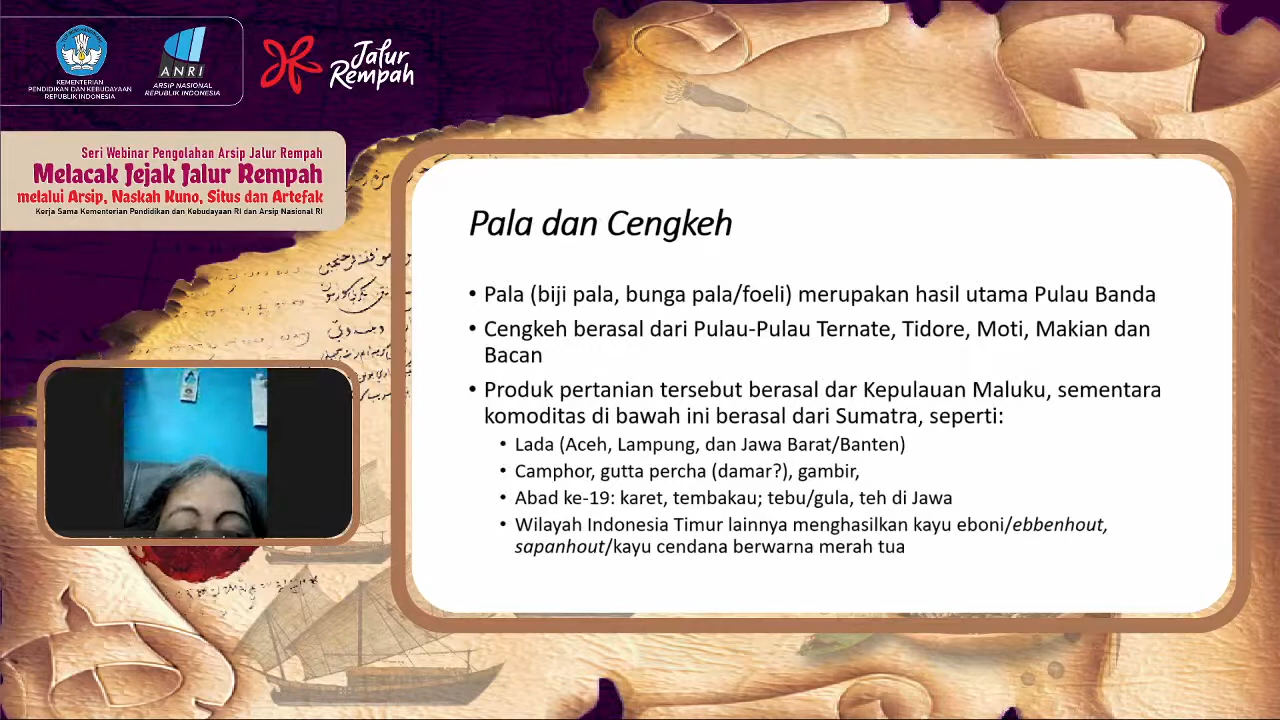 KEMENTERIAN
PENDIDIKAN DAN KEBUDAYAAN
REPUBLIK INDONESIA
ANRI
ARSIP NASIONAL
REPUBLIK INDONESIA
Jalur
Rempah
Seri Webinar Pengolahan Arsip Jalur Rempah
Melacak Jejak Jalur Rempah
melalui Arsip, Naskah Kuno, Situs dan Artefak
Kerja Sama Kementerian Pendidikan dan Kebudayaan RI dan Arsip Nasional RI
Pala dan Cengkeh
• Pala (biji pala, bunga pala/foeli) merupakan hasil utama Pulau Banda
• Cengkeh berasal dari Pulau-Pulau Ternate, Tidore, Moti, Makian dan
Bacan
• Produk pertanian tersebut berasal dar Kepulauan Maluku, sementara
komoditas di bawah ini berasal dari Sumatra, seperti:
• Lada (Aceh, Lampung, dan Jawa Barat/Banten)
• Camphor, gutta percha (damar?), gambir,
• Abad ke-19: karet, tembakau; tebu/gula, teh di Jawa
• Wilayah Indonesia Timur lainnya menghasilkan kayu eboni/ebbenhout,
sapanhout/kayu cendana berwarna merah tua